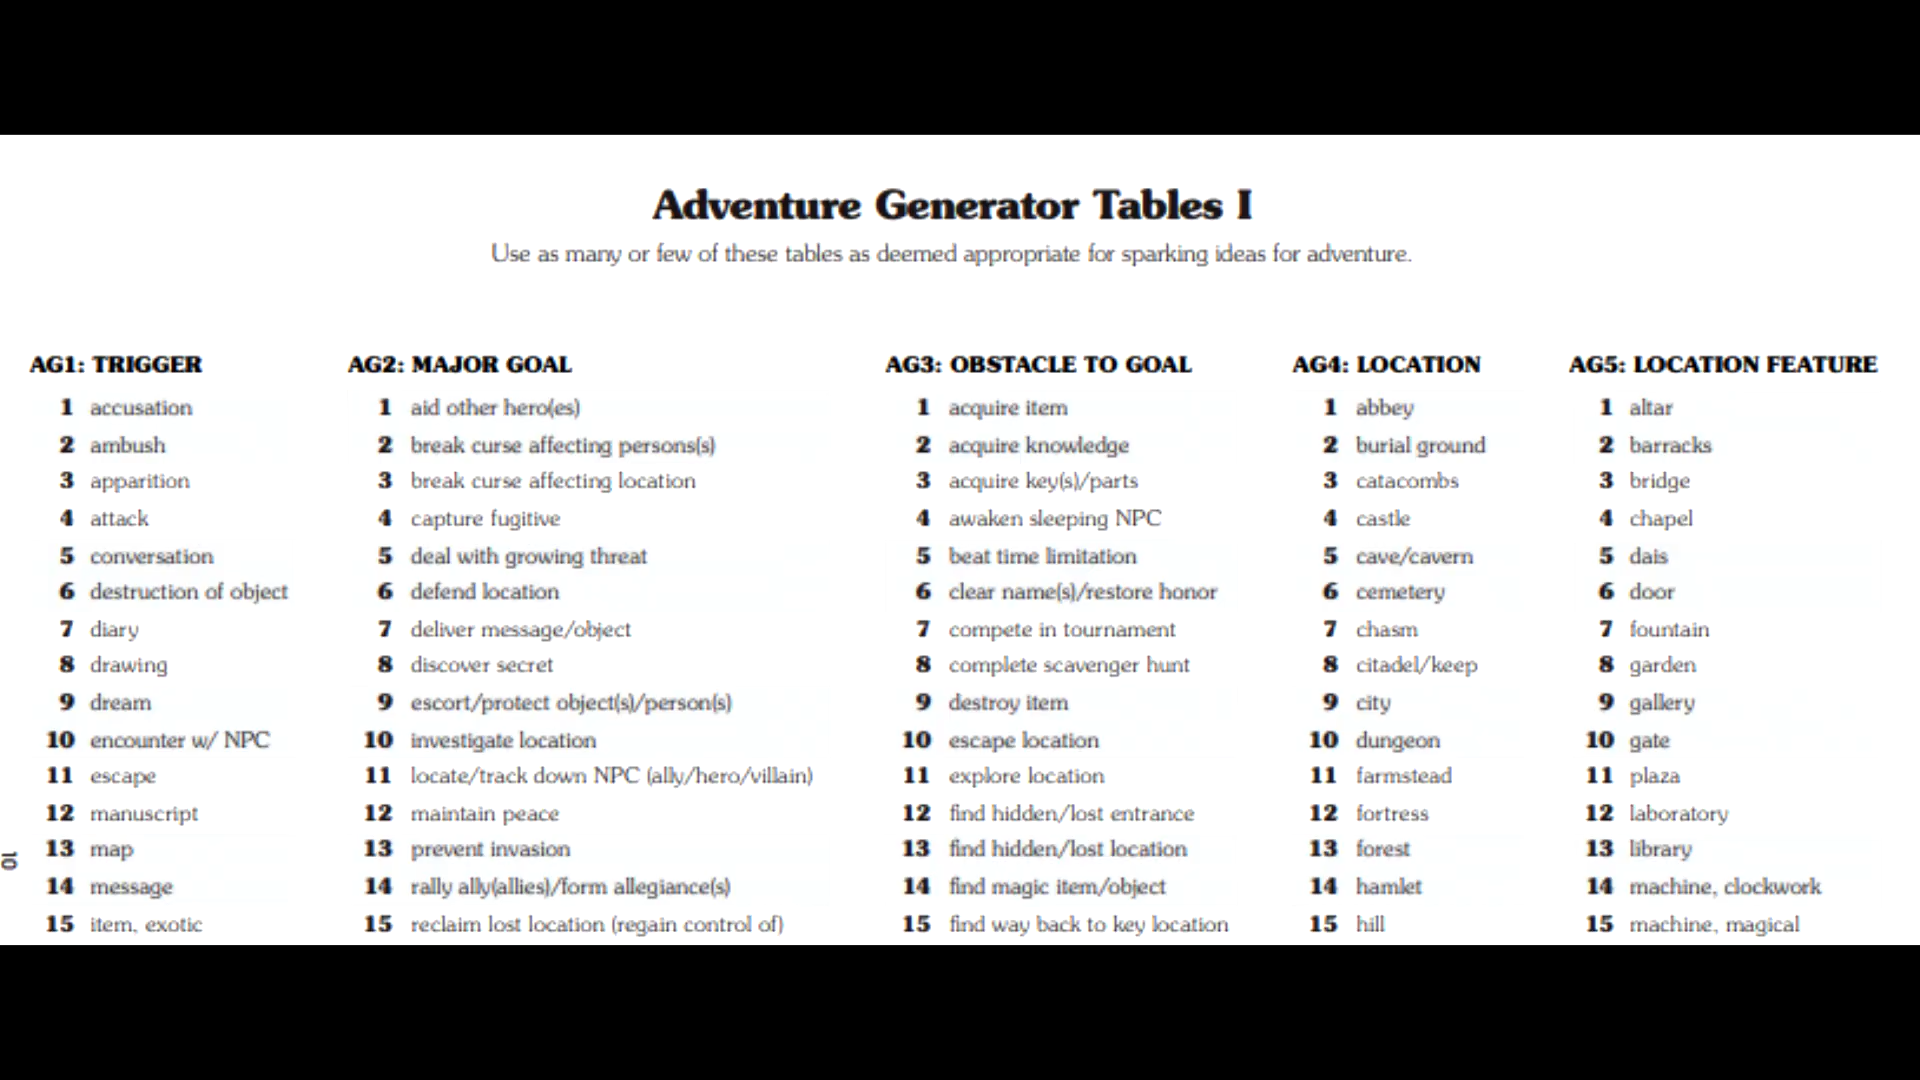 Adventure Generator Tables I
Use as many or few of these tables as deemed appropriate for sparking ideas for adventure.
AG1: TRIGGER
1 accusation
2 ambush
3 apparition
4 attack
5 conversation
6 destruction of object
7 diary
8 drawing
9 dream
10 encounter w/ NPC
11 escape
12 manuscript
13 map
14 message
15 item, exotic
AG2: MAJOR GOAL
1 aid other hero(es)
2 break curse affecting persons(s)
3 break curse affecting location
4 capture fugitive
5 deal with growing threat
6 defend location
7 deliver message/object
8 discover secret
9 escort/protect object(s)/person(s)
10 investigate location
11 locate/track down NPC (ally/hero/villain)
12 maintain peace
13 prevent invasion
14 rally ally(allies)/form allegiance(s)
15 reclaim lost location (regain control of)
AG3: OBSTACLE TO GOAL
1 acquire item
2 acquire knowledge
3 acquire key(s)/parts
4 awaken sleeping NPC
5 beat time limitation
6 clear name(s)/restore honor
7 compete in tournament
8 complete scavenger hunt
9 destroy item
10 escape location
11 explore location
12 find hidden/lost entrance
13 find hidden/lost location
14 find magic item/object
15 find way back to key location
AG4: LOCATION
1 abbey
2 burial ground
3 catacombs
4 castle
5 cave/cavern
6 cemetery
7 chasm
8 citadel/keep
9 city
10 dungeon
11 farmstead
12 fortress
13 forest
14 hamlet
15 hill
AG5: LOCATION FEATURE
1 altar
2 barracks
3 bridge
4 chapel
5 dais
6 door
7 fountain
8 garden
9 gallery
10 gate
11 plaza
12 laboratory
13 library
14 machine, clockwork
15 machine, magical
10